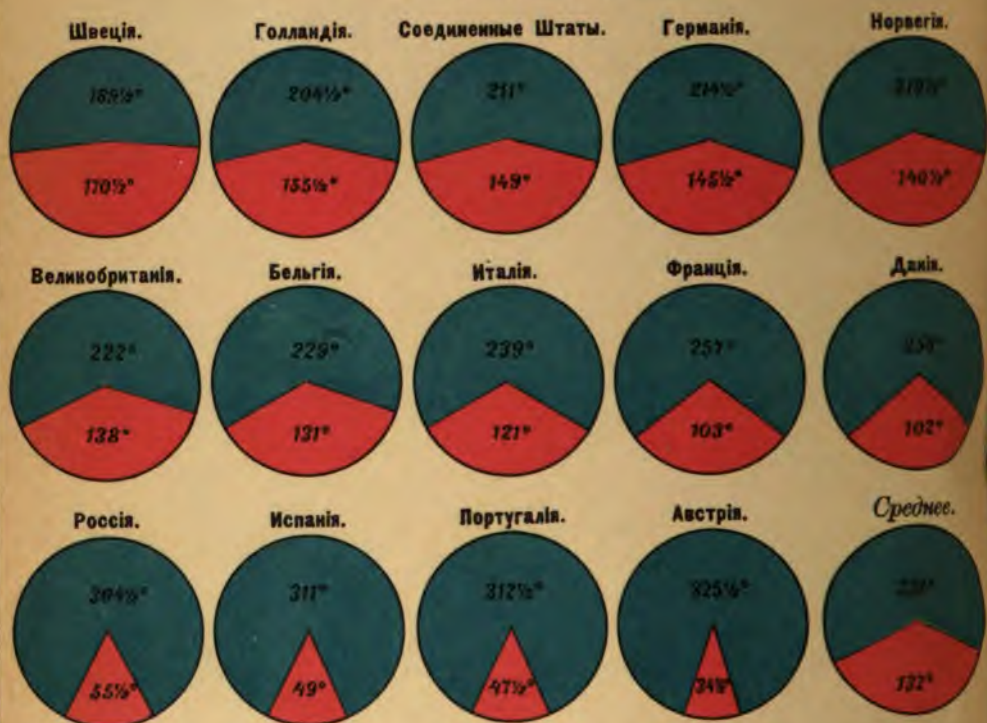 Швеція. Голландія. Соединенные Штаты. Германія. Норвегія.
189½° 204½° 211° 214½° 219½°
170½° 155½° 149° 145½° 140½°
Великобританія. Бельгія. Италія. Франція. Данія.
222° 229° 239° 257° 258°
138° 131° 121° 103° 102°
Россія. Испанія. Португалія. Австрія. Среднее.
304½° 311° 312½° 325½°
55½° 49° 47½° 34½° 132°